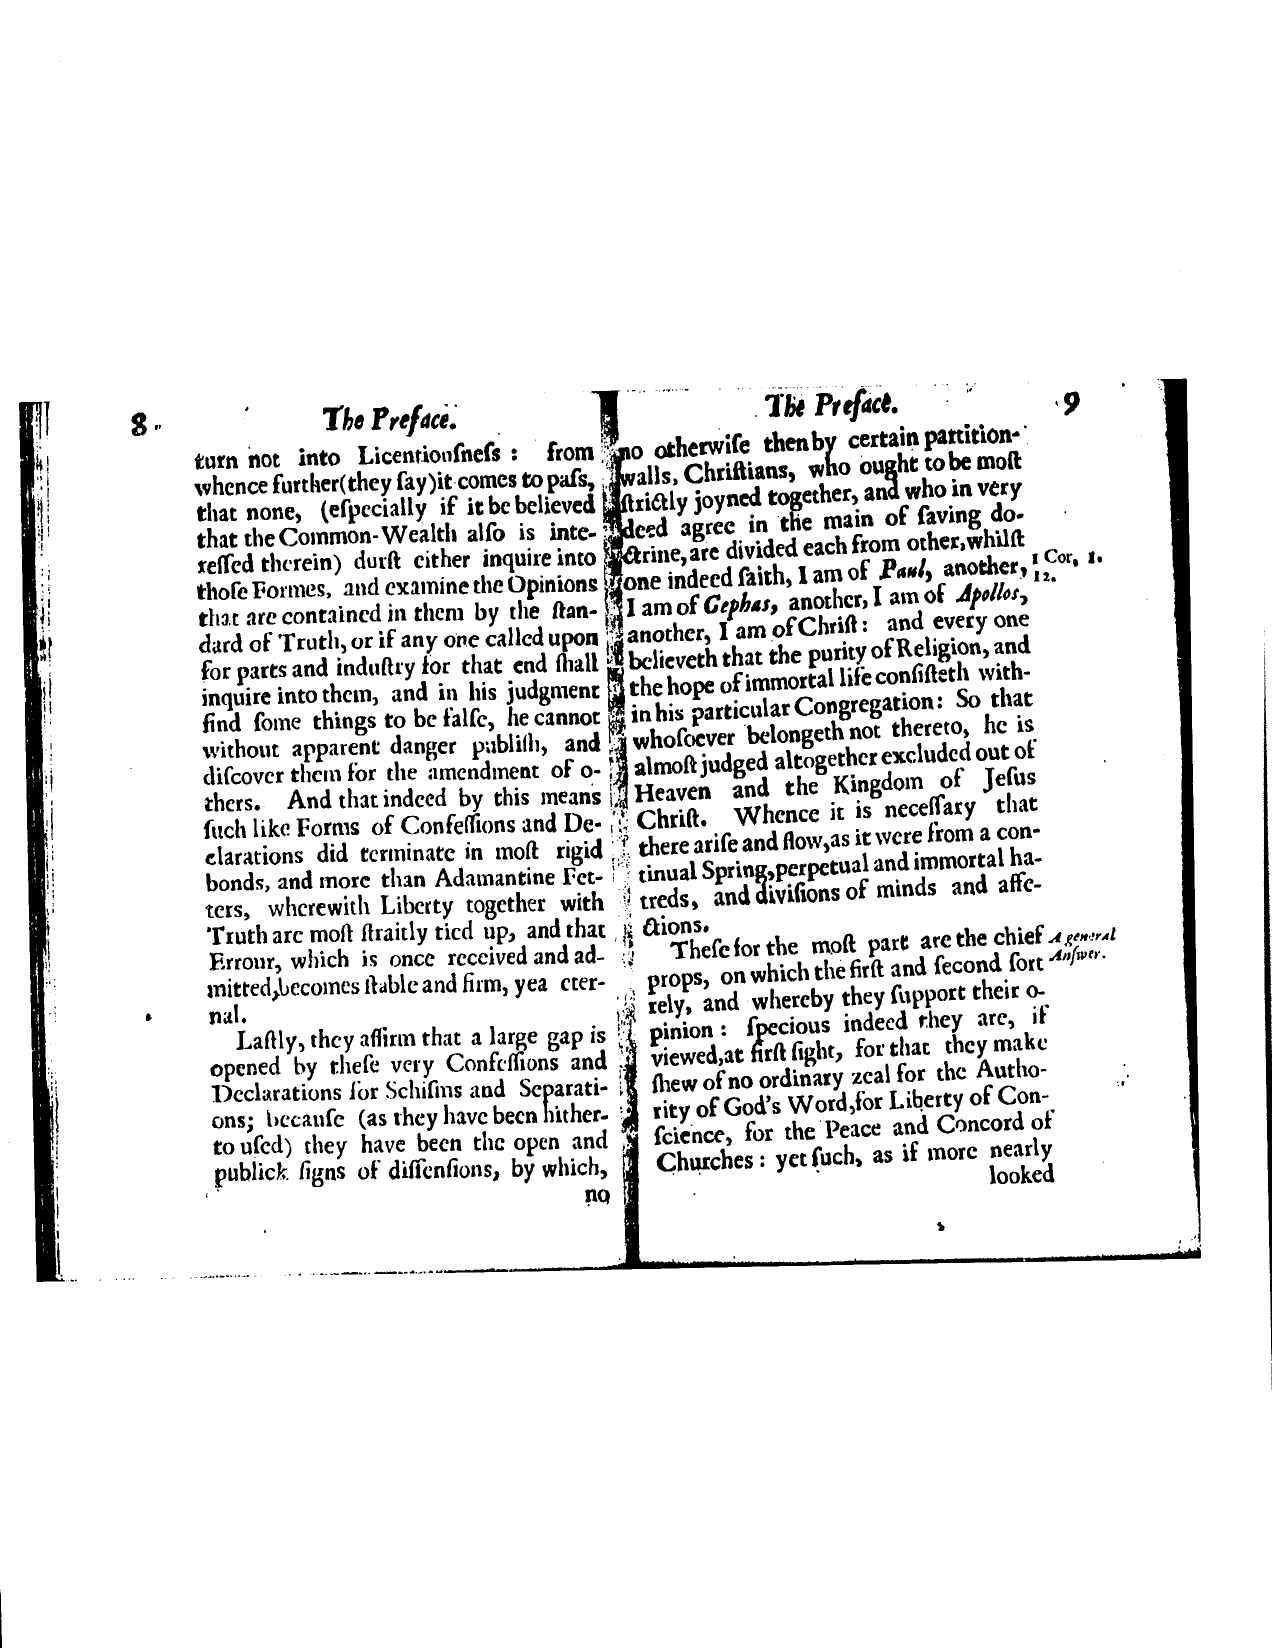 8
The Preface.
turn not into Licentiouſneſs : from
whence further(they ſay)it comes to paſs,
that none, (eſpecially if it be believed
that the Common-Wealth alſo is inte-
reſſed therein) durſt either inquire into
thoſe Formes, and examine the Opinions
that are contained in them by the ſtan-
dard of Truth, or if any one called upon
for parts and induſtry for that end ſhall
inquire into them, and in his judgment
find ſome things to be falſe, he cannot
without apparent danger publiſh, and
diſcover them for the amendment of o-
thers. And that indeed by this means
ſuch like Forms of Confeſſions and De-
clarations did terminate in moſt rigid
bonds, and more than Adamantine Fet-
ters, wherewith Liberty together with
Truth are moſt ſtraitly tied up, and that
Errour, which is once received and ad-
mitted,becomes ſtable and firm, yea eter-
nal.
Laſtly, they affirm that a large gap is
opened by theſe very Confeſſions and
Declarations for Schiſms and Separati-
ons; becauſe (as they have been hither-
to uſed) they have been the open and
publick ſigns of diſſenſions, by which,
no
The Preface.
9
no otherwiſe then by certain partition-
walls, Chriſtians, who ought to be moſt
ſtrictly joyned together, and who in very
deed agree in the main of ſaving do-
ctrine, are divided each from other,whilſt
one indeed ſaith, I am of Paul, another,
I am of Cephas, another, I am of Apollos,
another, I am of Chriſt : and every one
believeth that the purity of Religion, and
the hope of immortal life conſiſteth with-
in his particular Congregation: So that
whoſoever belongeth not thereto, he is
almoſt judged altogether excluded out of
Heaven and the Kingdom of Jeſus
Chriſt. Whence it is neceſſary that
there ariſe and flow,as it were from a con-
tinual Spring,perpetual and immortal ha-
treds, and diviſions of minds and affe-
ctions.
Theſe for the moſt part are the chief
props, on which the firſt and ſecond ſort
rely, and whereby they ſupport their o-
pinion : ſpecious indeed they are, if
viewed,at firſt ſight, for that they make
ſhew of no ordinary zeal for the Autho-
rity of God's Word,for Liberty of Con-
ſcience, for the Peace and Concord of
Churches : yet ſuch, as if more nearly
looked
1 Cor. 1.
12.
A general
Anſwer.